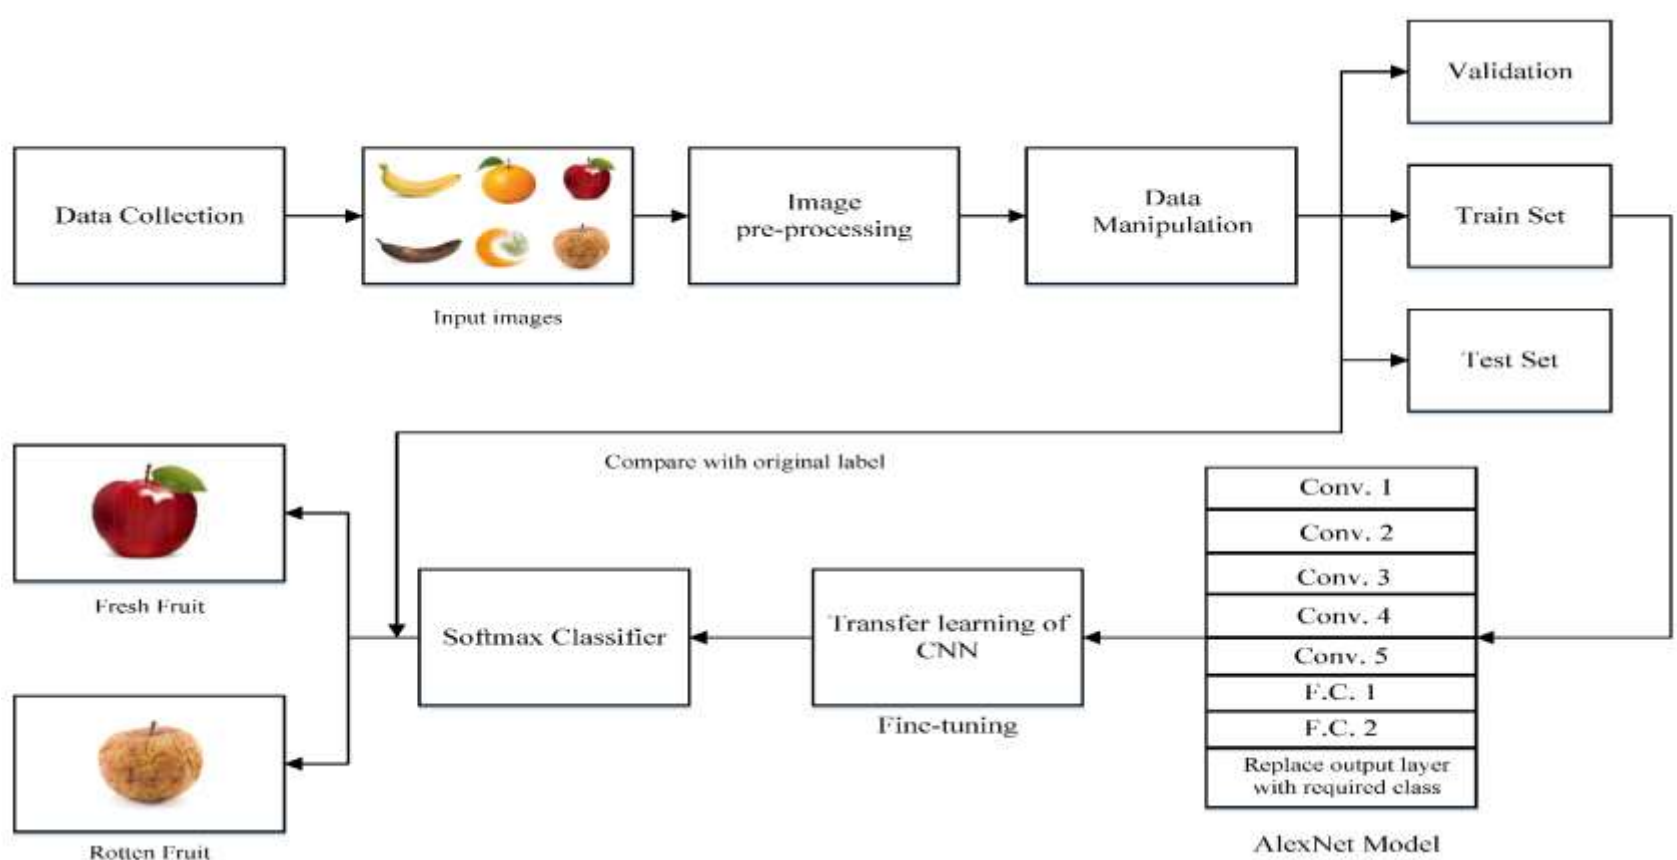 Validation
Data Collection
Image
pre-processing
Data
Manipulation
Train Set
Input images
Test Set
Compare with original label
Conv. 1
Conv. 2
Conv. 3
Conv. 4
Conv. 5
F.C. 1
F.C. 2
Replace output layer
with required class
AlexNet Model
Transfer learning of
CNN
Fine-tuning
Softmax Classifier
Fresh Fruit
Rotten Fruit